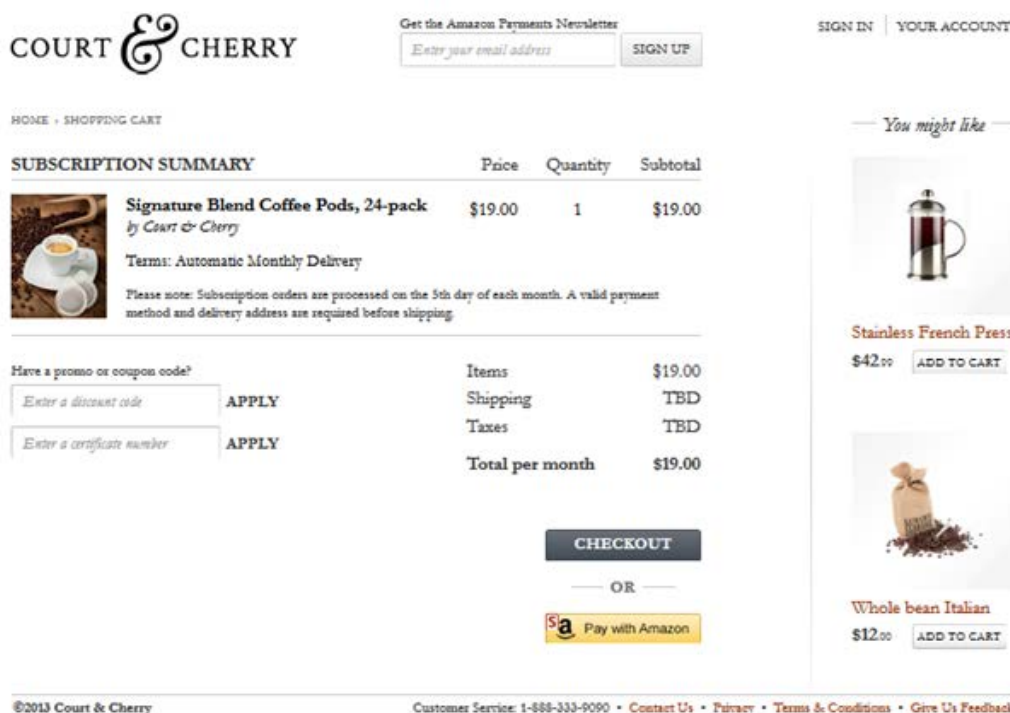 COURT & CHERRY
Get the Amazon Payments Newsletter
Enter your email address
SIGN UP
SIGN IN
YOUR ACCOUNT
HOME › SHOPPING CART
You might like
SUBSCRIPTION SUMMARY Price Quantity Subtotal
Signature Blend Coffee Pods, 24-pack $19.00 1 $19.00
by Court & Cherry
Terms: Automatic Monthly Delivery
Please note: Subscription orders are processed on the 5th day of each month. A valid payment
method and delivery address are required before shipping.
Stainless French Press
$42.00 ADD TO CART
Have a promo or coupon code?
Enter a discount code APPLY
Enter a certificate number APPLY
Items $19.00
Shipping TBD
Taxes TBD
Total per month $19.00
CHECKOUT
OR
Sa Pay with Amazon
Whole bean Italian
$12.00 ADD TO CART
©2013 Court & Cherry
Customer Service: 1-888-333-9090 • Contact Us • Privacy • Terms & Conditions • Give Us Feedback